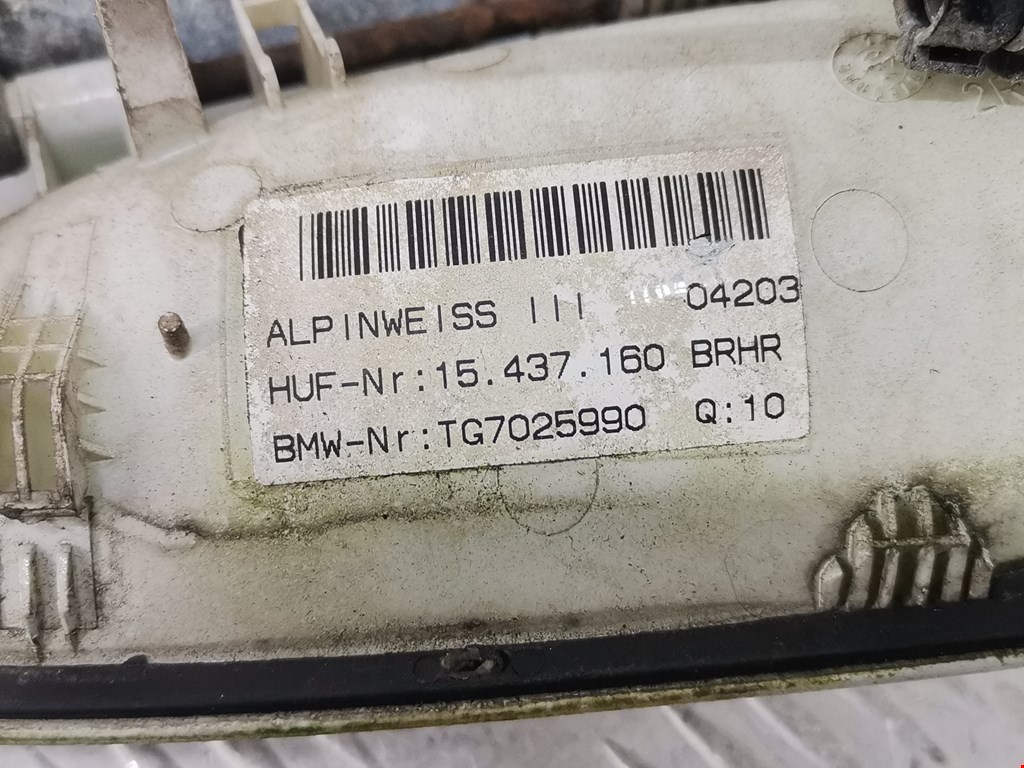 ALPINWEISS III 04203
HUF-Nr:15.437.160 BRHR
BMW-Nr:TG7025990 Q:10